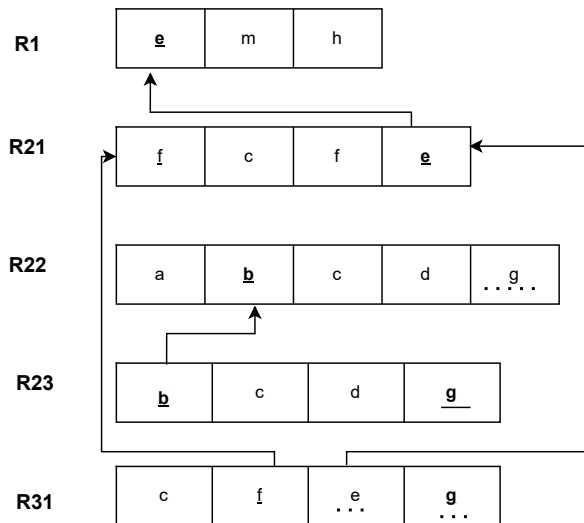 R1 e m h
R21 f c f e
R22 a b c d g
R23 b c d g
R31 c f e g